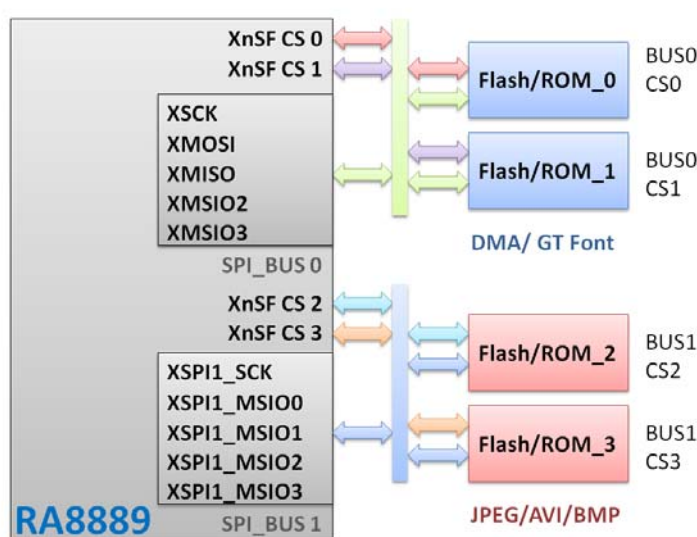 XnSF CS 0
XnSF CS 1
XSCK
XMOSI
XMISO
XMSIO2
XMSIO3
SPI_BUS 0
Flash/ROM_0
BUS0
CS0
Flash/ROM_1
BUS0
CS1
DMA/ GT Font
XnSF CS 2
XnSF CS 3
XSPI1_SCK
XSPI1_MSIO0
XSPI1_MSIO1
XSPI1_MSIO2
XSPI1_MSIO3
RA8889
SPI_BUS 1
Flash/ROM_2
BUS1
CS2
Flash/ROM_3
BUS1
CS3
JPEG/AVI/BMP